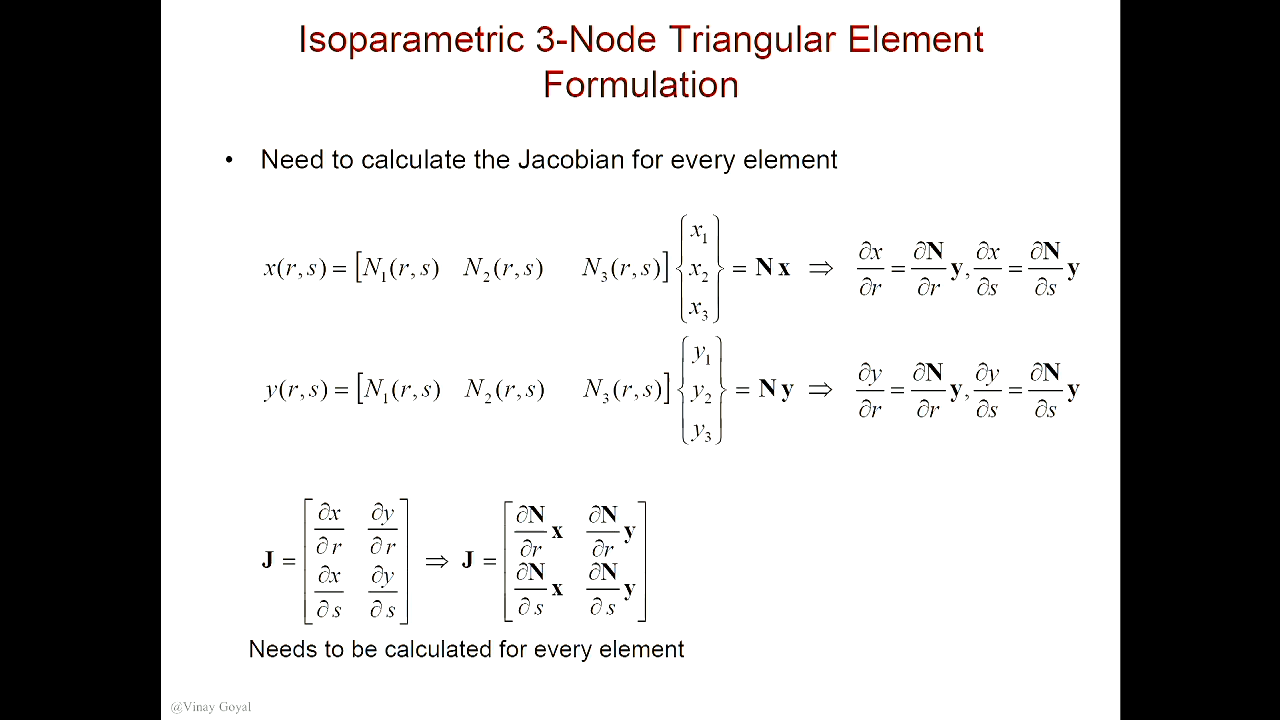 Isoparametric 3-Node Triangular Element
Formulation
• Need to calculate the Jacobian for every element
x(r,s) = [N₁(r,s) N₂(r,s) N₃(r,s)] {x₁ x₂ x₃} = N x ⇒ ∂x/∂r = ∂N/∂r y, ∂x/∂s = ∂N/∂s y
y(r,s) = [N₁(r,s) N₂(r,s) N₃(r,s)] {y₁ y₂ y₃} = N y ⇒ ∂y/∂r = ∂N/∂r y, ∂y/∂s = ∂N/∂s y
J = [∂x/∂r ∂y/∂r; ∂x/∂s ∂y/∂s] ⇒ J = [∂N/∂r x ∂N/∂r y; ∂N/∂s x ∂N/∂s y]
Needs to be calculated for every element
@Vinay Goyal